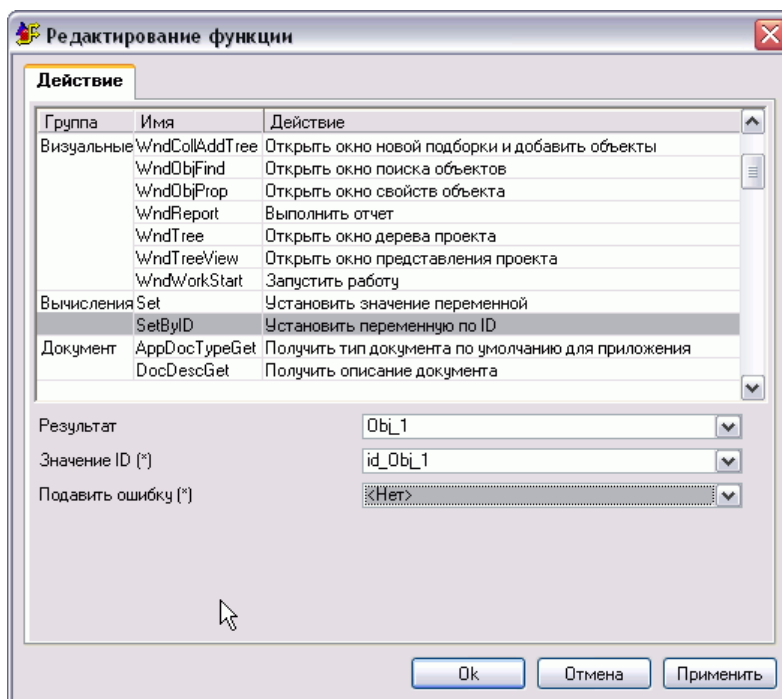 Редактирование функции
Действие
Группа Имя Действие
Визуальные WndCollAddTree Открыть окно новой подборки и добавить объекты
WndObjFind Открыть окно поиска объектов
WndObjProp Открыть окно свойств объекта
WndReport Выполнить отчет
WndTree Открыть окно дерева проекта
WndTreeView Открыть окно представления проекта
WndWorkStart Запустить работу
Вычисления Set Установить значение переменной
SetByID Установить переменную по ID
Документ AppDocTypeGet Получить тип документа по умолчанию для приложения
DocDescGet Получить описание документа
Результат Obj_1
Значение ID (*) id_Obj_1
Подавить ошибку (*) <Нет>
Ok Отмена Применить